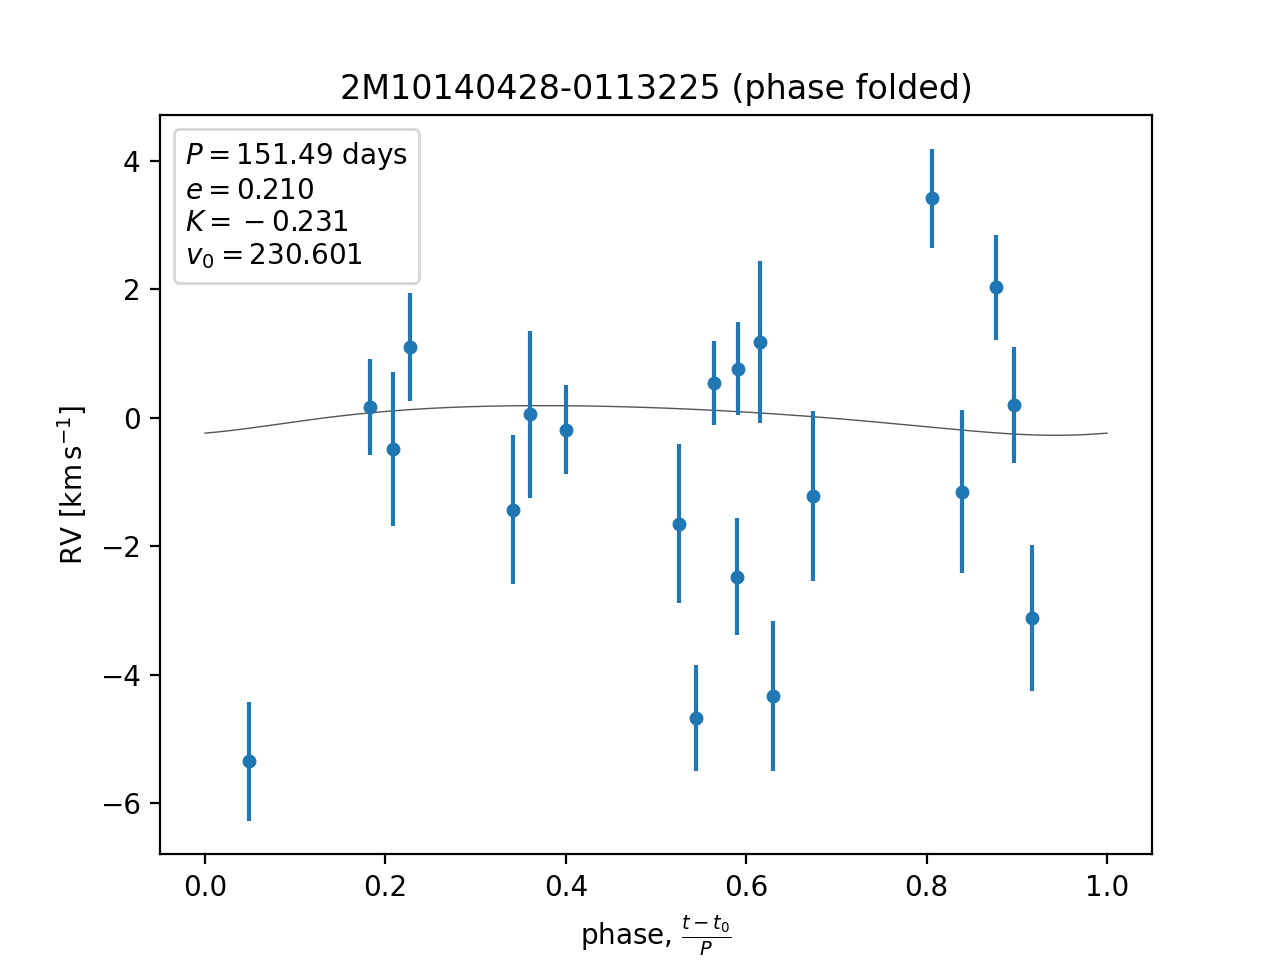 2M10140428-0113225 (phase folded)
P = 151.49 days
e = 0.210
K = −0.231
v₀ = 230.601
4
2
0
−2
−4
−6
RV [km s⁻¹]
0.0 0.2 0.4 0.6 0.8 1.0
phase, (t − t₀)/P